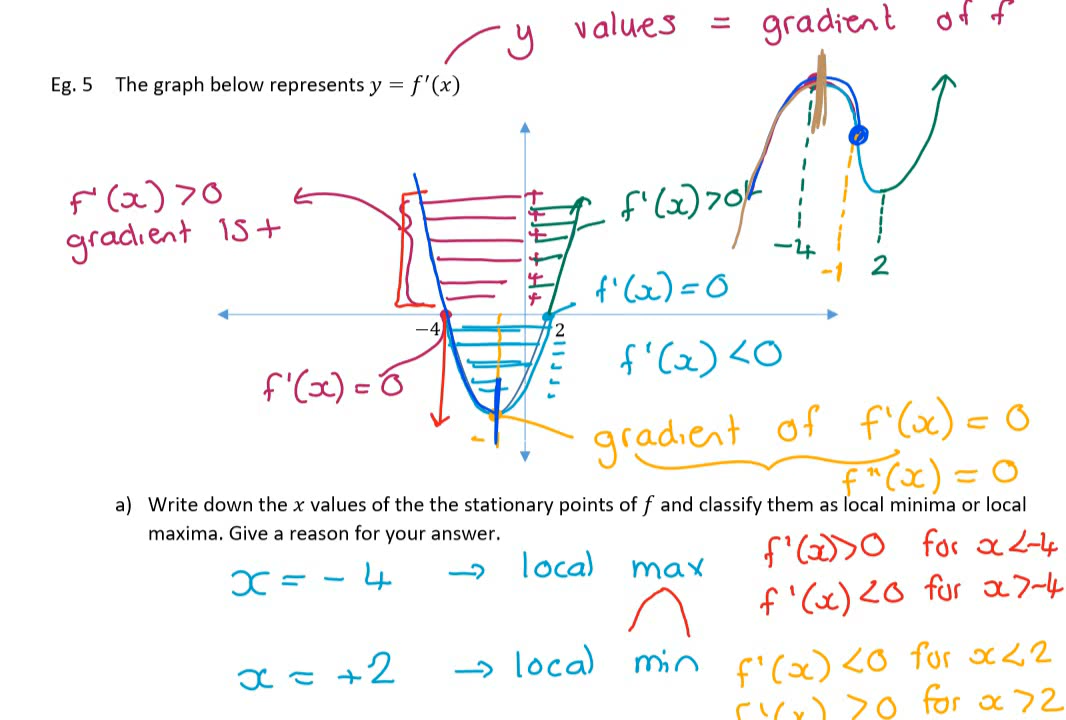 y values = gradient of f
Eg. 5 The graph below represents y = f'(x)
f'(x) > 0
gradient is +
+
+
+
+
+
+
f'(x) > 0
-4
-1
2
f'(x) = 0
-4
2
f'(x) < 0
f'(x) = 0
-1
gradient of f'(x) = 0
f"(x) = 0
a) Write down the x values of the the stationary points of f and classify them as local minima or local
maxima. Give a reason for your answer.
x = -4 → local max
f'(x) > 0 for x < -4
f'(x) < 0 for x > -4
x = +2 → local min
f'(x) < 0 for x < 2
f'(x) > 0 for x > 2